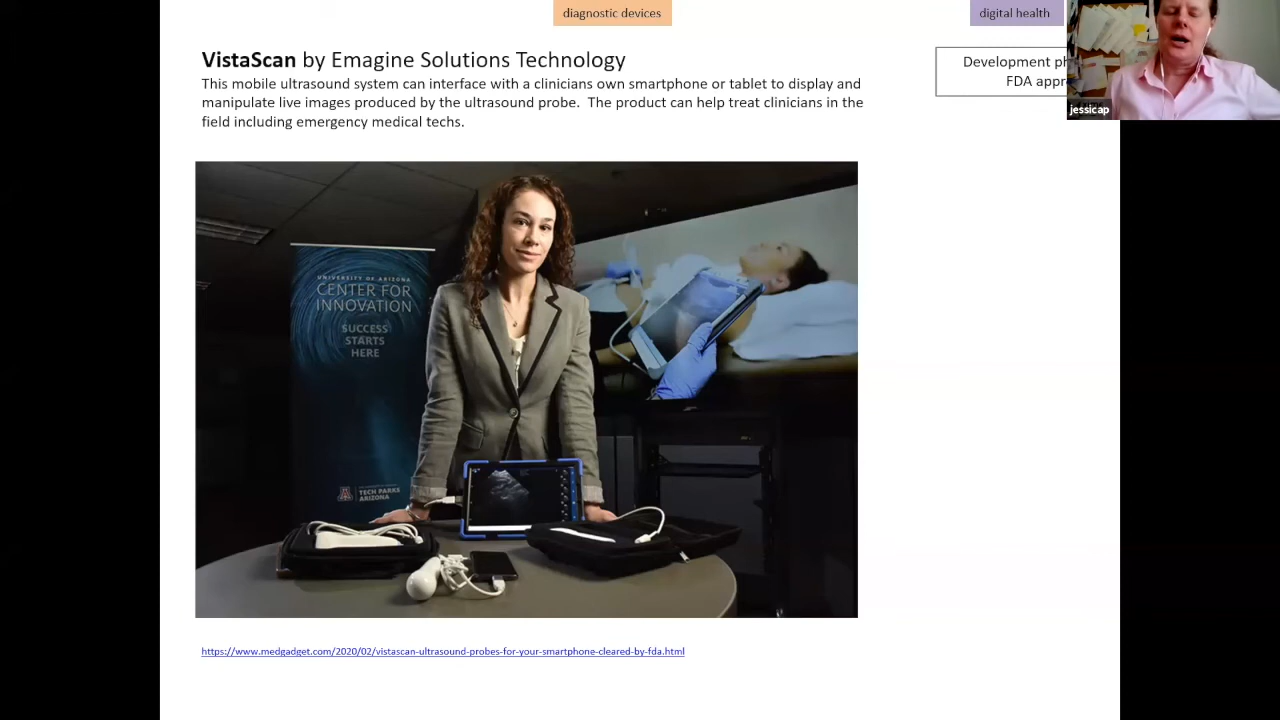 diagnostic devices
digital health
VistaScan by Emagine Solutions Technology
This mobile ultrasound system can interface with a clinicians own smartphone or tablet to display and
manipulate live images produced by the ultrasound probe.  The product can help treat clinicians in the
field including emergency medical techs.
Development
FDA
jessicap
UNIVERSITY OF ARIZONA
CENTER FOR
INNOVATION
SUCCESS
STARTS
HERE
TECH PARKS
ARIZONA
https://www.medgadget.com/2020/02/vistascan-ultrasound-probes-for-your-smartphone-cleared-by-fda.html